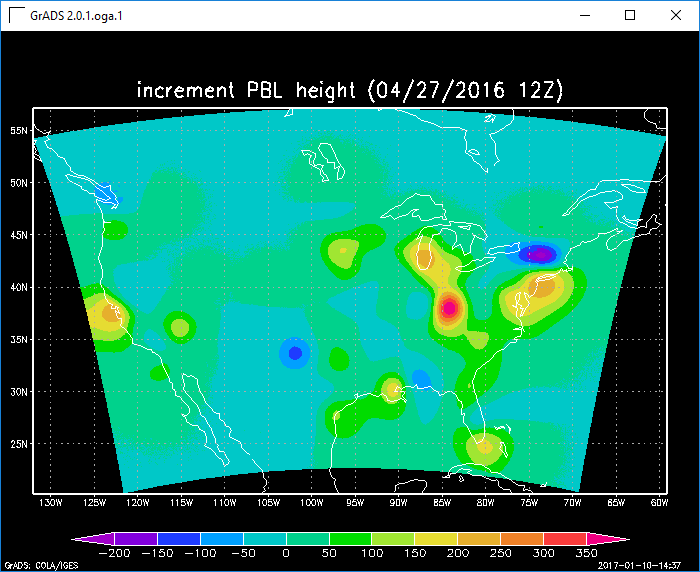 GrADS 2.0.1.oga.1
increment PBL height (04/27/2016 12Z)
55N
50N
45N
40N
35N
30N
25N
130W 125W 120W 115W 110W 105W 100W 95W 90W 85W 80W 75W 70W 65W 60W
-200 -150 -100 -50 0 50 100 150 200 250 300 350
GrADS: COLA/IGES 2017-01-10-14:37